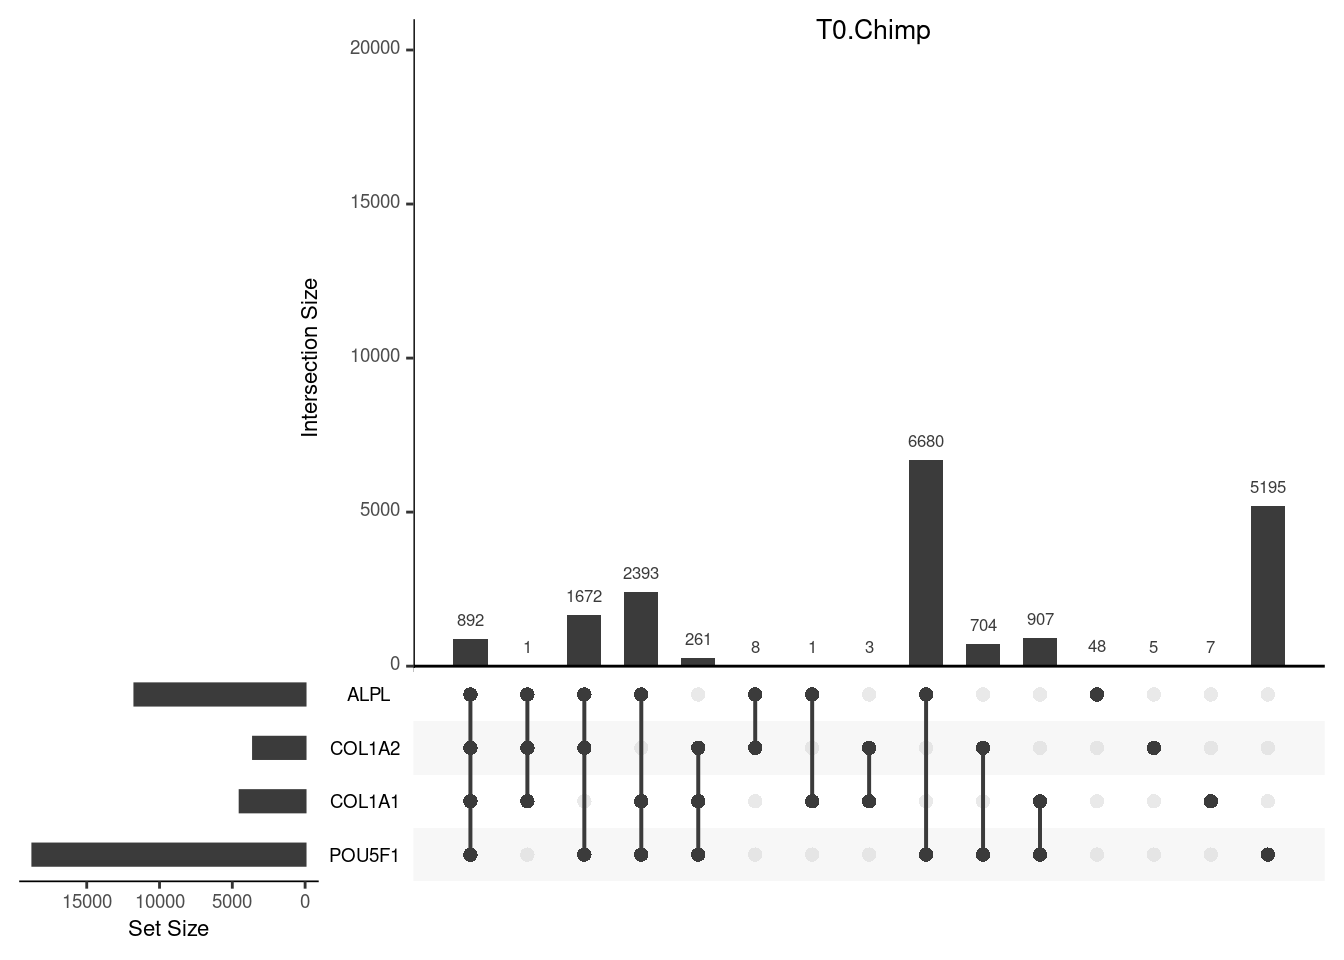 T0.Chimp
20000
15000
10000
5000
0
Intersection Size
892
1
1672
2393
261
8
1
3
6680
704
907
48
5
7
5195
ALPL
COL1A2
COL1A1
POU5F1
15000 10000 5000 0
Set Size